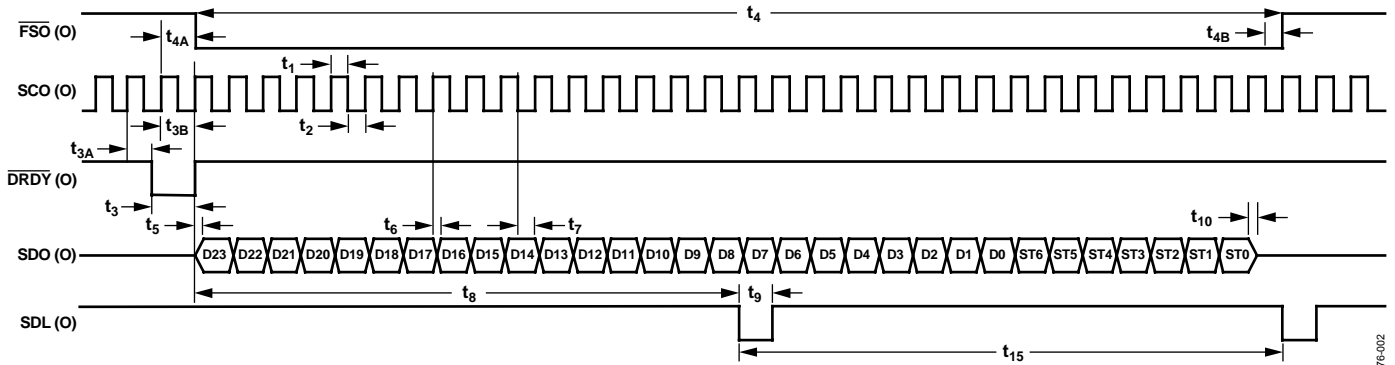 t4
FSO (O)
t4A
t4B
t1
SCO (O)
t3B
t2
t3A
DRDY (O)
t3
t5
t6
t7
t10
SDO (O)
D23 D22 D21 D20 D19 D18 D17 D16 D15 D14 D13 D12 D11 D10 D9 D8 D7 D6 D5 D4 D3 D2 D1 D0 ST6 ST5 ST4 ST3 ST2 ST1 ST0
t8
t9
SDL (O)
t15
76-002